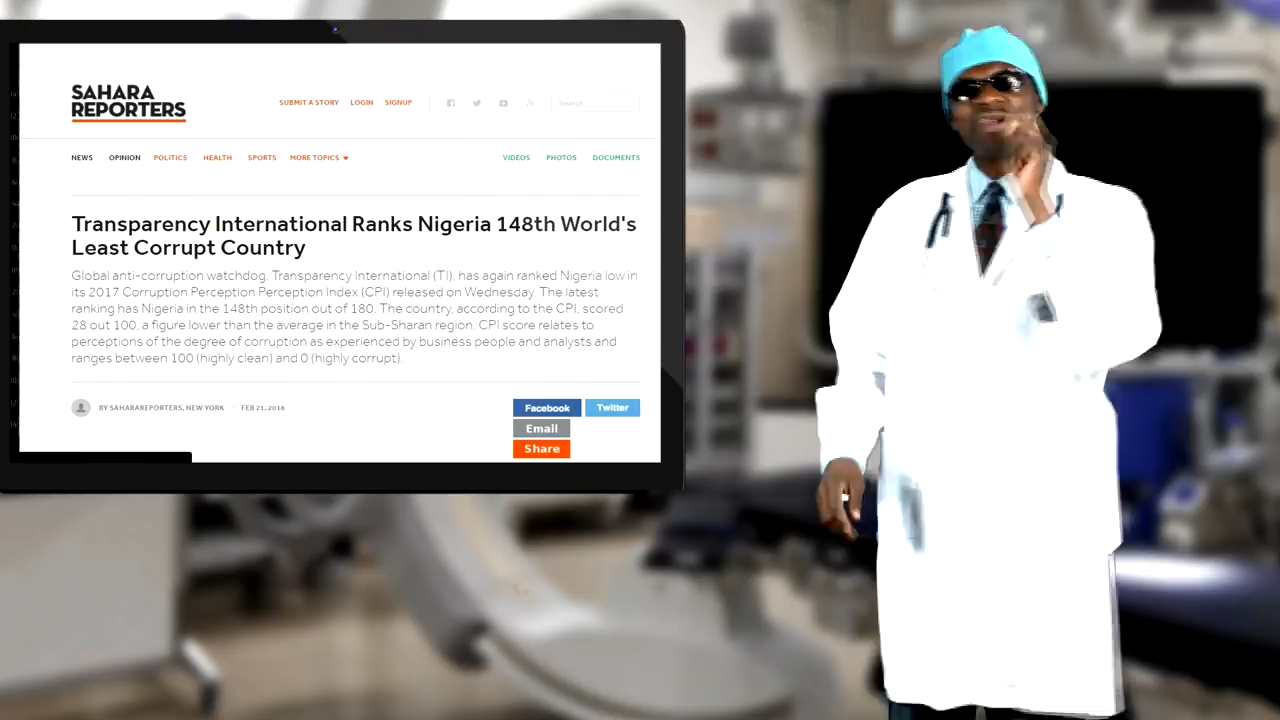 SAHARA
REPORTERS
SUBMIT A STORY LOGIN SIGNUP
Search
NEWS OPINION POLITICS HEALTH SPORTS MORE TOPICS
VIDEOS PHOTOS DOCUMENTS
Transparency International Ranks Nigeria 148th World's
Least Corrupt Country
Global anti-corruption watchdog, Transparency International (TI), has again ranked Nigeria low in
its 2017 Corruption Perception Perception Index (CPI) released on Wednesday. The latest
ranking has Nigeria in the 148th position out of 180. The country, according to the CPI, scored
28 out 100, a figure lower than the average in the Sub-Sharan region. CPI score relates to
perceptions of the degree of corruption as experienced by business people and analysts and
ranges between 100 (highly clean) and 0 (highly corrupt).
BY SAHARAREPORTERS, NEW YORK · FEB 21, 2018
Facebook Twitter
Email
Share